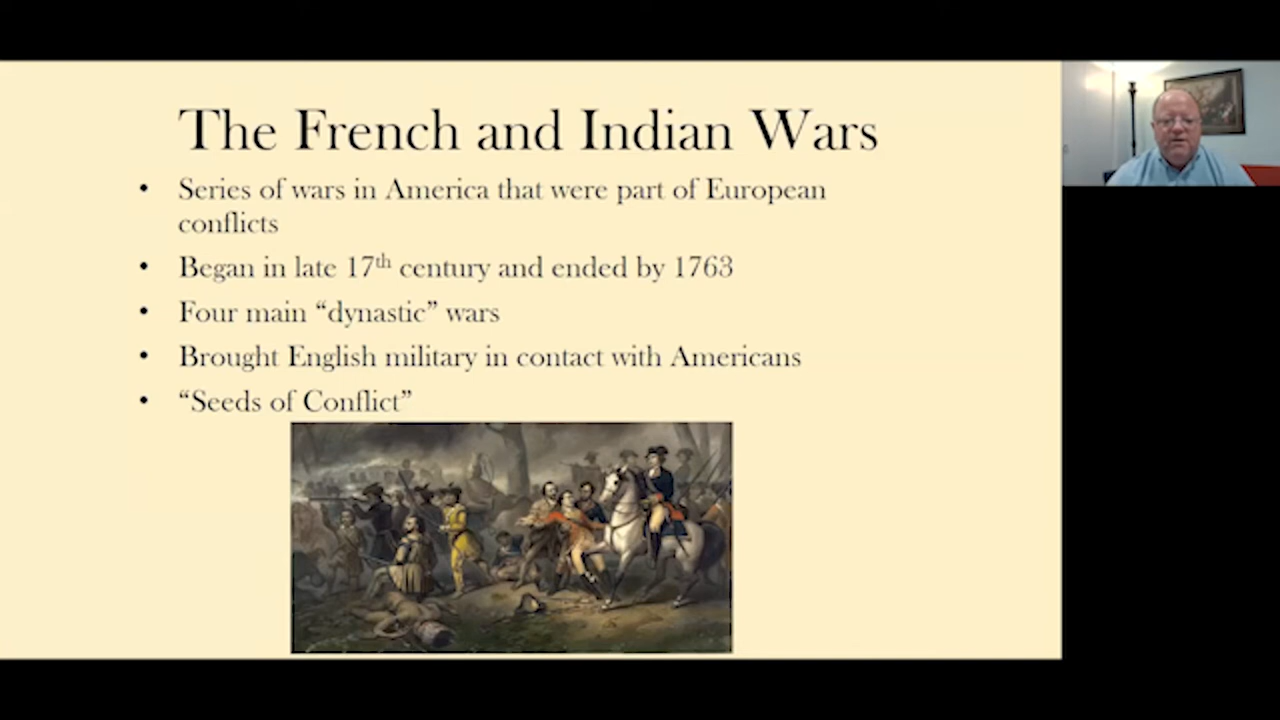 The French and Indian Wars
• Series of wars in America that were part of European
conflicts
• Began in late 17th century and ended by 1763
• Four main “dynastic” wars
• Brought English military in contact with Americans
• “Seeds of Conflict”